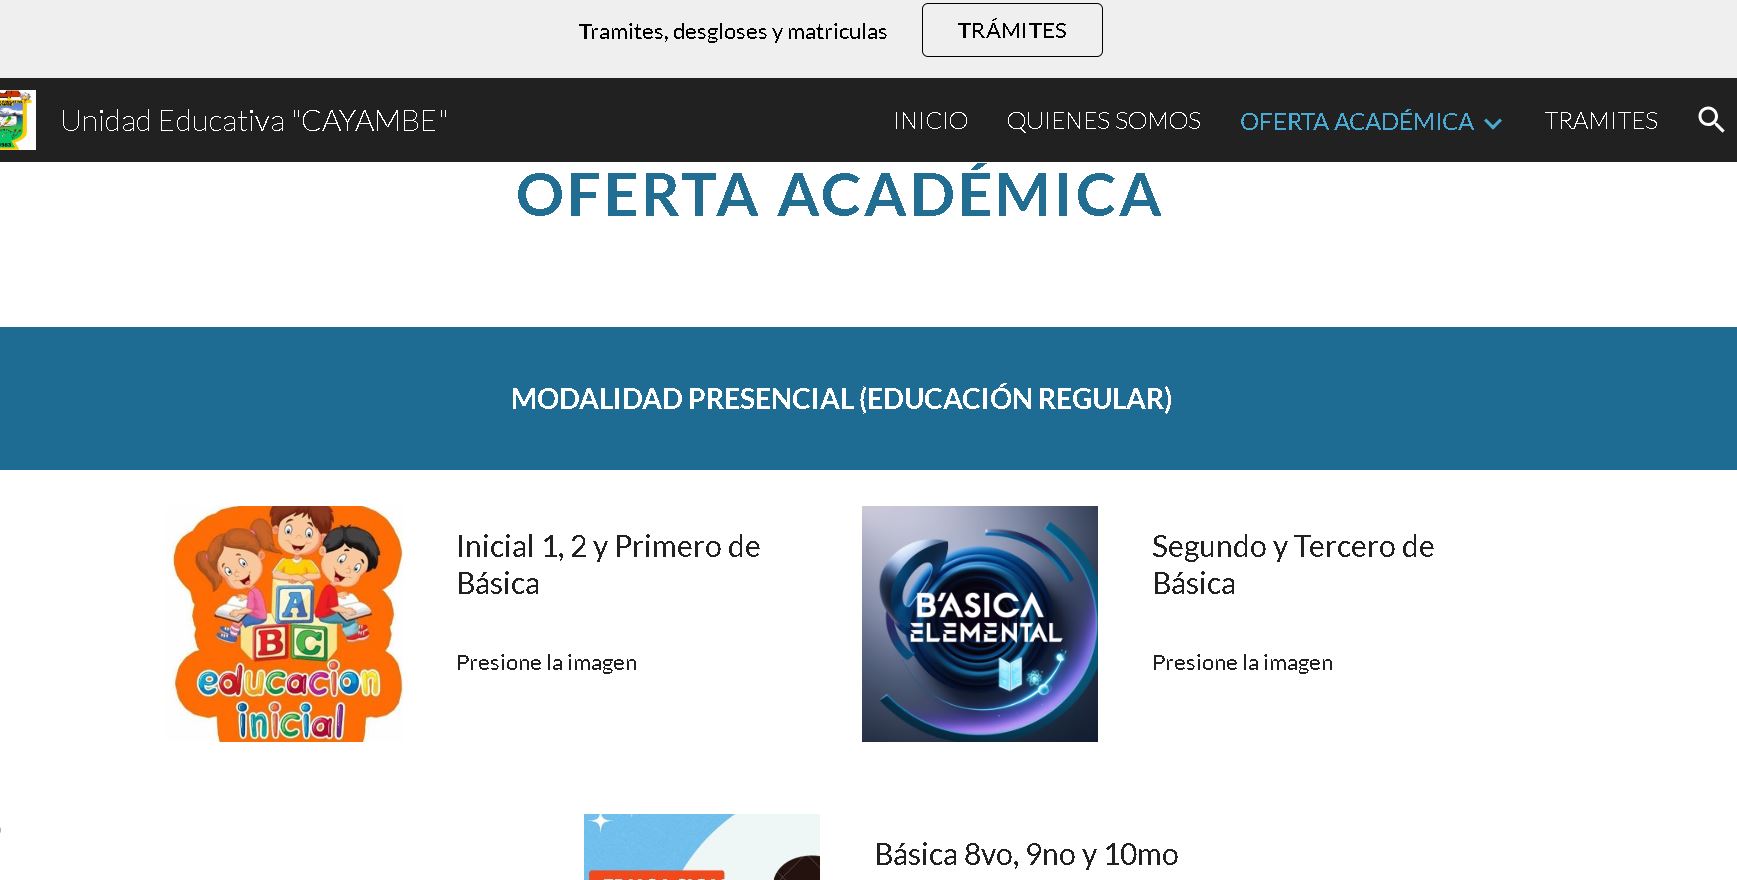 Tramites, desgloses y matriculas
TRÁMITES
Unidad Educativa "CAYAMBE"
INICIO
QUIENES SOMOS
OFERTA ACADÉMICA
TRAMITES
OFERTA ACADÉMICA
MODALIDAD PRESENCIAL (EDUCACIÓN REGULAR)
A
B C
educacion
inicial
Inicial 1, 2 y Primero de
Básica
Presione la imagen
B'ASICA
ELEMENTAL
Segundo y Tercero de
Básica
Presione la imagen
Básica 8vo, 9no y 10mo